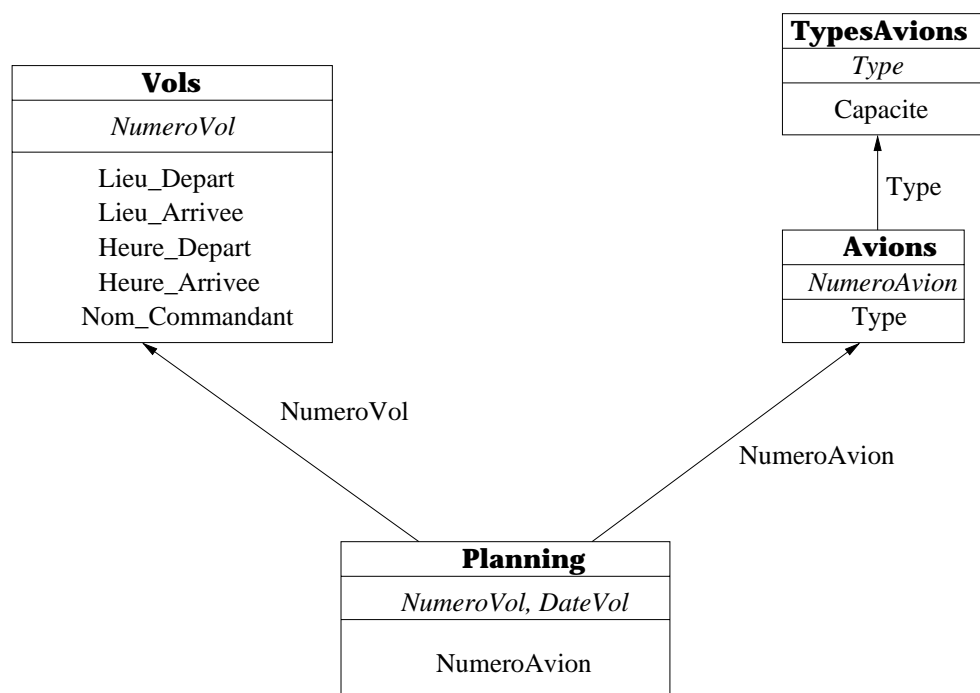 Vols
NumeroVol
Lieu_Depart
Lieu_Arrivee
Heure_Depart
Heure_Arrivee
Nom_Commandant
TypesAvions
Type
Capacite
Type
Avions
NumeroAvion
Type
NumeroVol
NumeroAvion
Planning
NumeroVol, DateVol
NumeroAvion